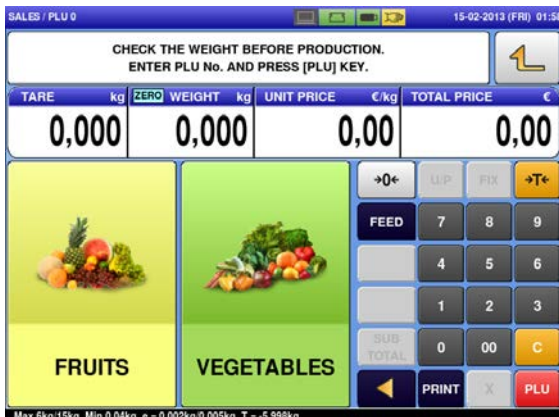 SALES / PLU 0
15-02-2013 (FRI) 01:5
CHECK THE WEIGHT BEFORE PRODUCTION.
ENTER PLU No. AND PRESS [PLU] KEY.
TARE kg ZERO WEIGHT kg UNIT PRICE €/kg TOTAL PRICE €
0,000 0,000 0,00 0,00
→0← U/P FIX →T←
FEED 7 8 9
4 5 6
1 2 3
SUB TOTAL 0 00 C
PRINT X PLU
FRUITS VEGETABLES
Max 6kg/15kg Min 0.04kg e = 0.002kg/0.005kg T = -5.998kg